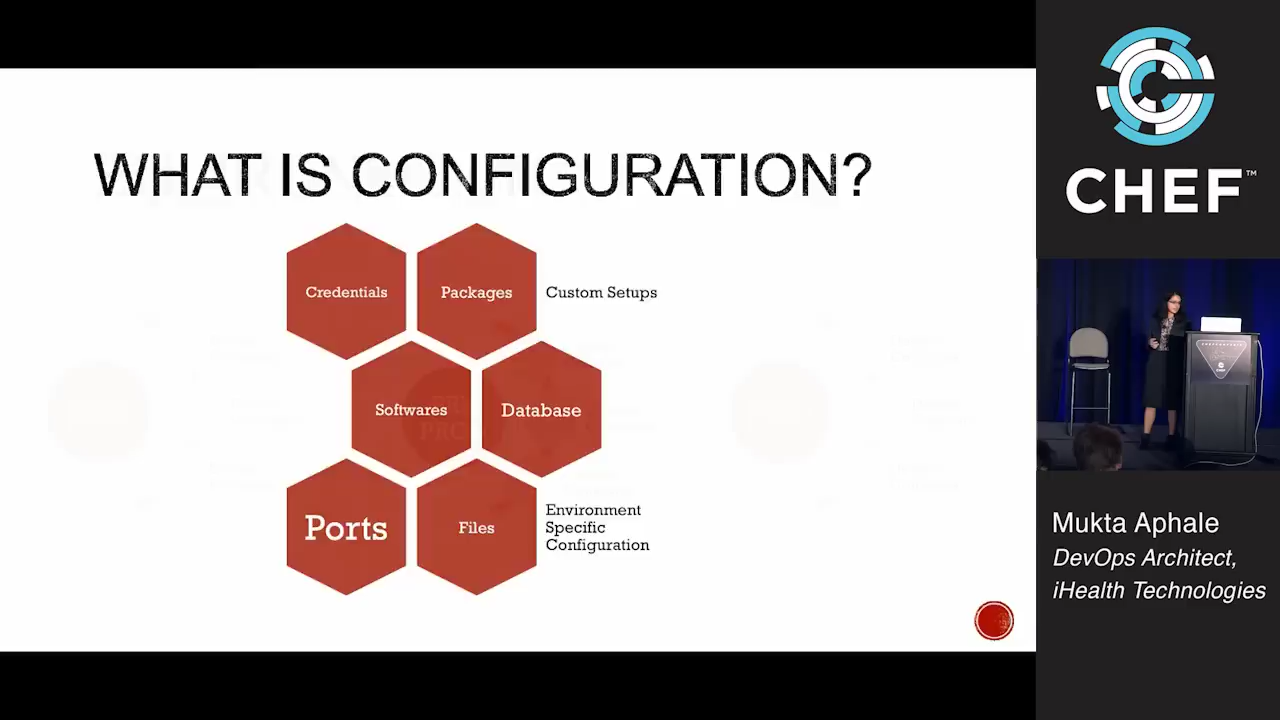 WHAT IS CONFIGURATION?
Credentials
Packages
Custom Setups
Softwares
Database
Ports
Files
Environment
Specific
Configuration
CHEF™
Mukta Aphale
DevOps Architect,
iHealth Technologies